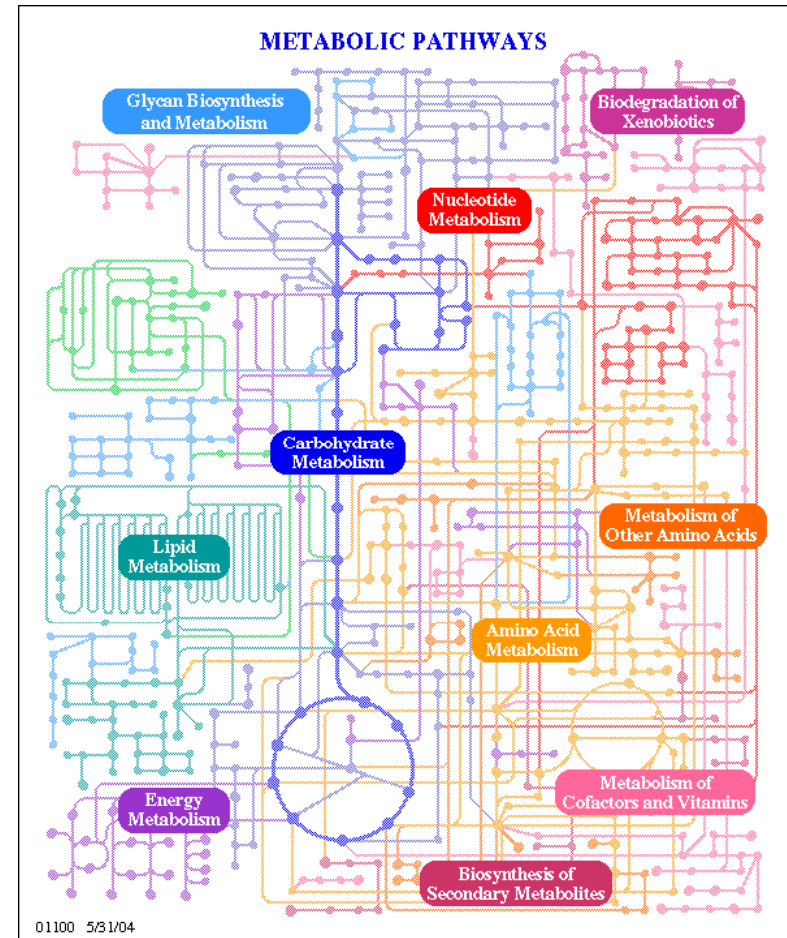 METABOLIC PATHWAYS
Glycan Biosynthesis
and Metabolism
Biodegradation of
Xenobiotics
Nucleotide
Metabolism
Carbohydrate
Metabolism
Lipid
Metabolism
Metabolism of
Other Amino Acids
Amino Acid
Metabolism
Energy
Metabolism
Metabolism of
Cofactors and Vitamins
Biosynthesis of
Secondary Metabolites
01100 5/31/04